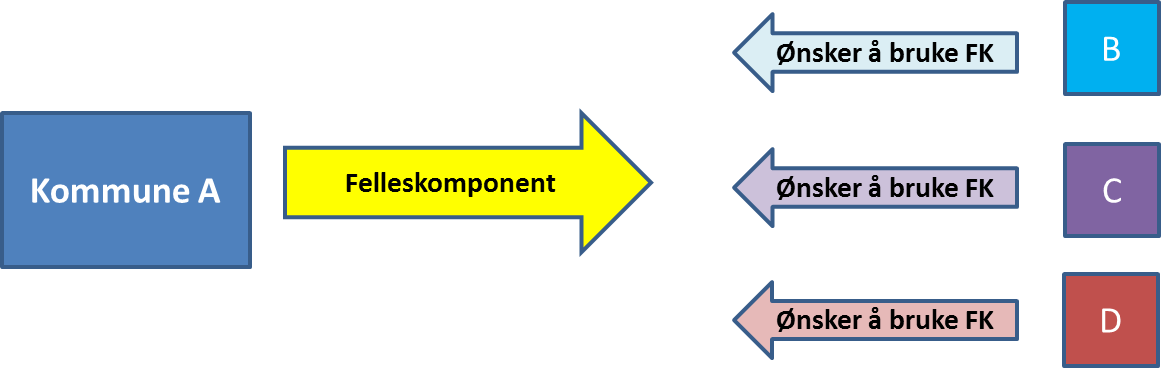 Kommune A
Felleskomponent
Ønsker å bruke FK
B
Ønsker å bruke FK
C
Ønsker å bruke FK
D